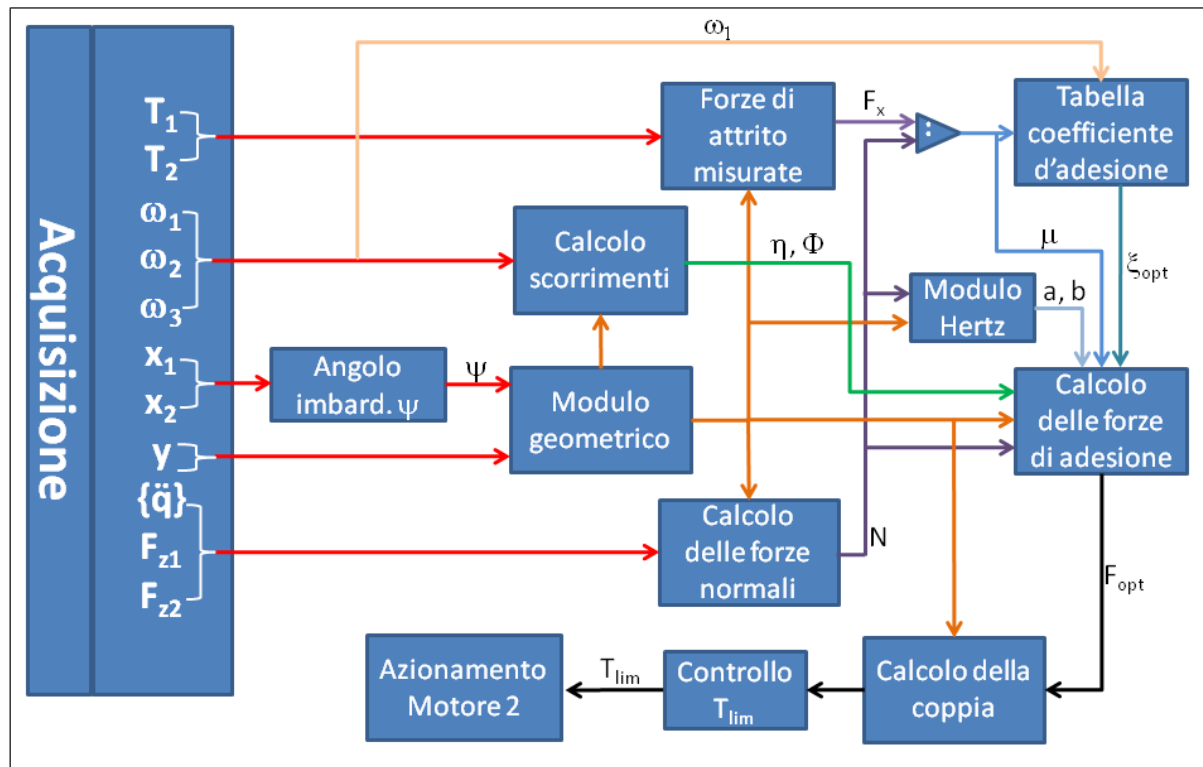 Acquisizione
T1
T2
ω1
ω2
ω3
x1
x2
y
{q̈}
Fz1
Fz2
ω1
Forze di
attrito
misurate
Fx
:
Tabella
coefficiente
d'adesione
Calcolo
scorrimenti
η, Φ
μ
ξopt
Modulo
Hertz
a, b
Angolo
imbard. ψ
Ψ
Modulo
geometrico
Calcolo
delle forze
di adesione
Calcolo
delle forze
normali
N
Fopt
Azionamento
Motore 2
Tlim
Controllo
Tlim
Calcolo della
coppia